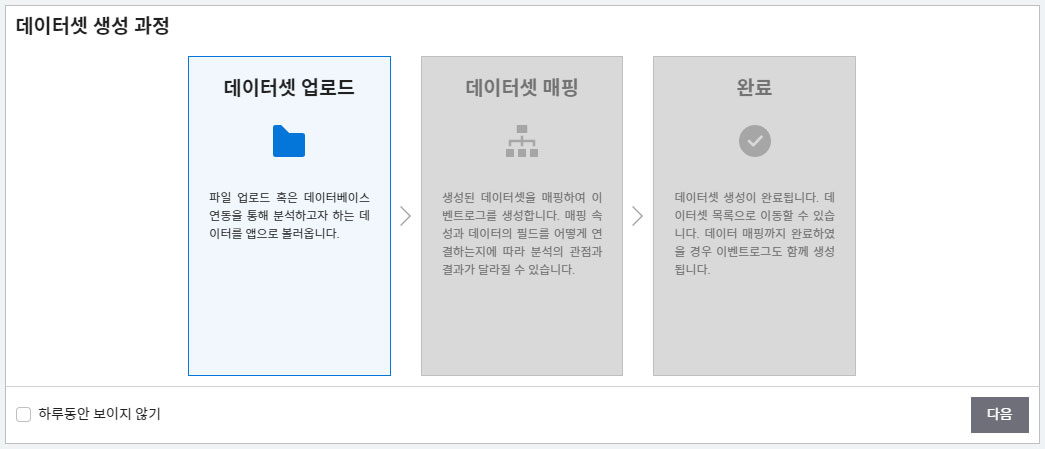 데이터셋 생성 과정
데이터셋 업로드
파일 업로드 혹은 데이터베이스
연동을 통해 분석하고자 하는 데
이터를 앱으로 불러옵니다.
데이터셋 매핑
생성된 데이터셋을 매핑하여 이
벤트로그를 생성합니다. 매핑 속
성과 데이터의 필드를 어떻게 연
결하는지에 따라 분석의 관점과
결과가 달라질 수 있습니다.
완료
데이터셋 생성이 완료됩니다. 데
이터셋 목록으로 이동할 수 있습
니다. 데이터 매핑까지 완료하였
을 경우 이벤트로그도 함께 생성
됩니다.
하루동안 보이지 않기
다음